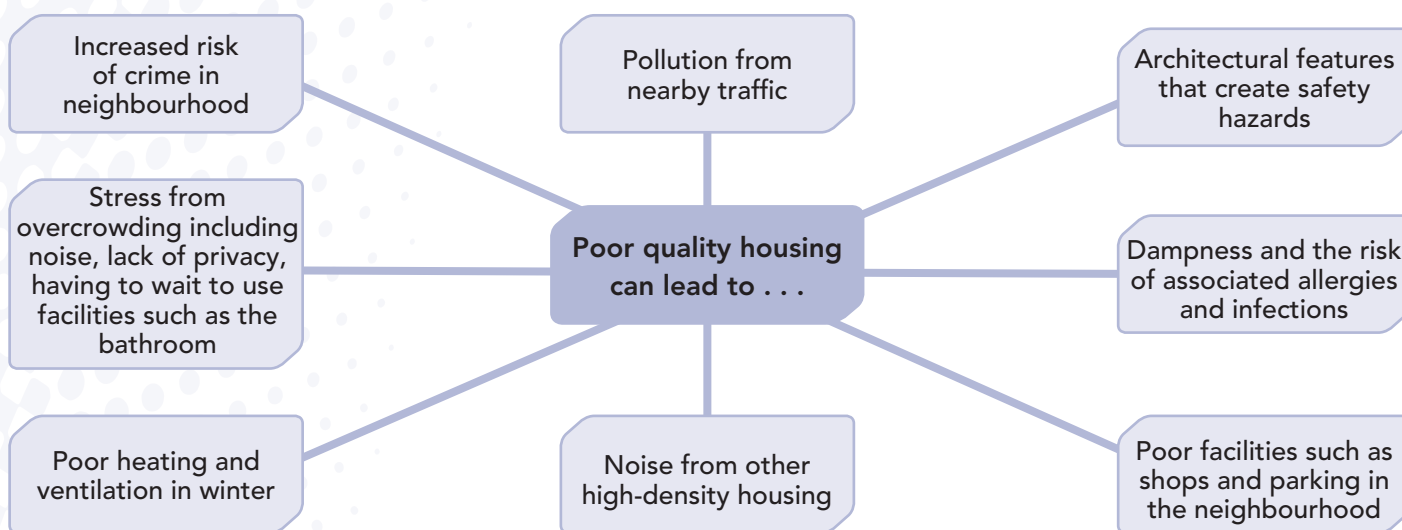 Increased risk
of crime in
neighbourhood
Pollution from
nearby traffic
Architectural features
that create safety
hazards
Stress from
overcrowding including
noise, lack of privacy,
having to wait to use
facilities such as the
bathroom
Poor quality housing
can lead to . . .
Dampness and the risk
of associated allergies
and infections
Poor heating and
ventilation in winter
Noise from other
high-density housing
Poor facilities such as
shops and parking in
the neighbourhood